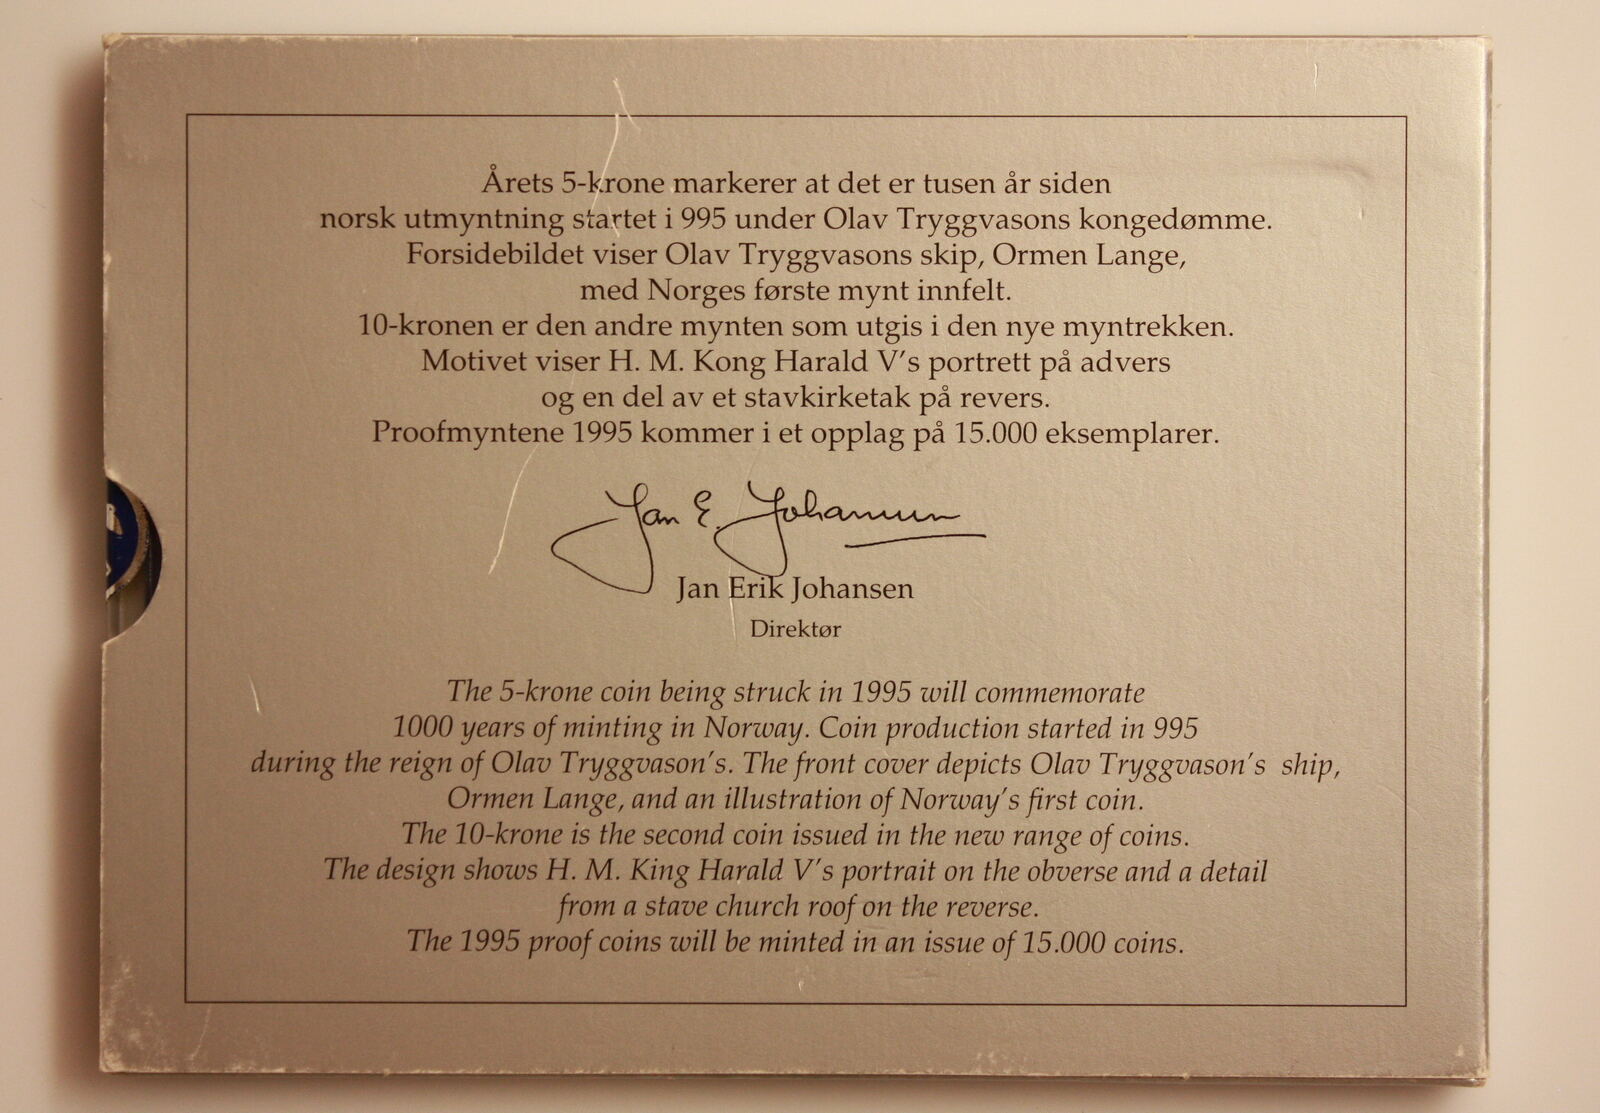 Årets 5-krone markerer at det er tusen år siden
norsk utmyntning startet i 995 under Olav Tryggvasons kongedømme.
Forsidebildet viser Olav Tryggvasons skip, Ormen Lange,
med Norges første mynt innfelt.
10-kronen er den andre mynten som utgis i den nye myntrekken.
Motivet viser H. M. Kong Harald V's portrett på advers
og en del av et stavkirketak på revers.
Proofmyntene 1995 kommer i et opplag på 15.000 eksemplarer.
Jan E. Johansen
Jan Erik Johansen
Direktør
The 5-krone coin being struck in 1995 will commemorate
1000 years of minting in Norway. Coin production started in 995
during the reign of Olav Tryggvason's. The front cover depicts Olav Tryggvason's ship,
Ormen Lange, and an illustration of Norway's first coin.
The 10-krone is the second coin issued in the new range of coins.
The design shows H. M. King Harald V's portrait on the obverse and a detail
from a stave church roof on the reverse.
The 1995 proof coins will be minted in an issue of 15.000 coins.